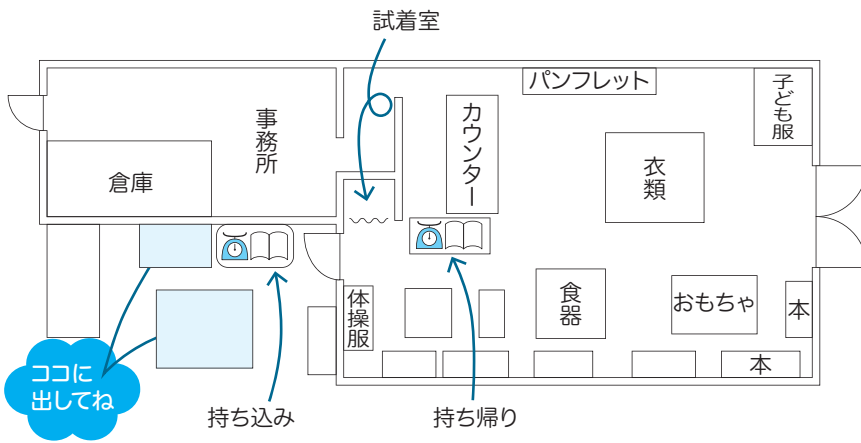 試着室
パンフレット
子ども服
カウンター
事務所
衣類
倉庫
体操服
食器
おもちゃ
本
本
ココに
出してね
持ち込み
持ち帰り